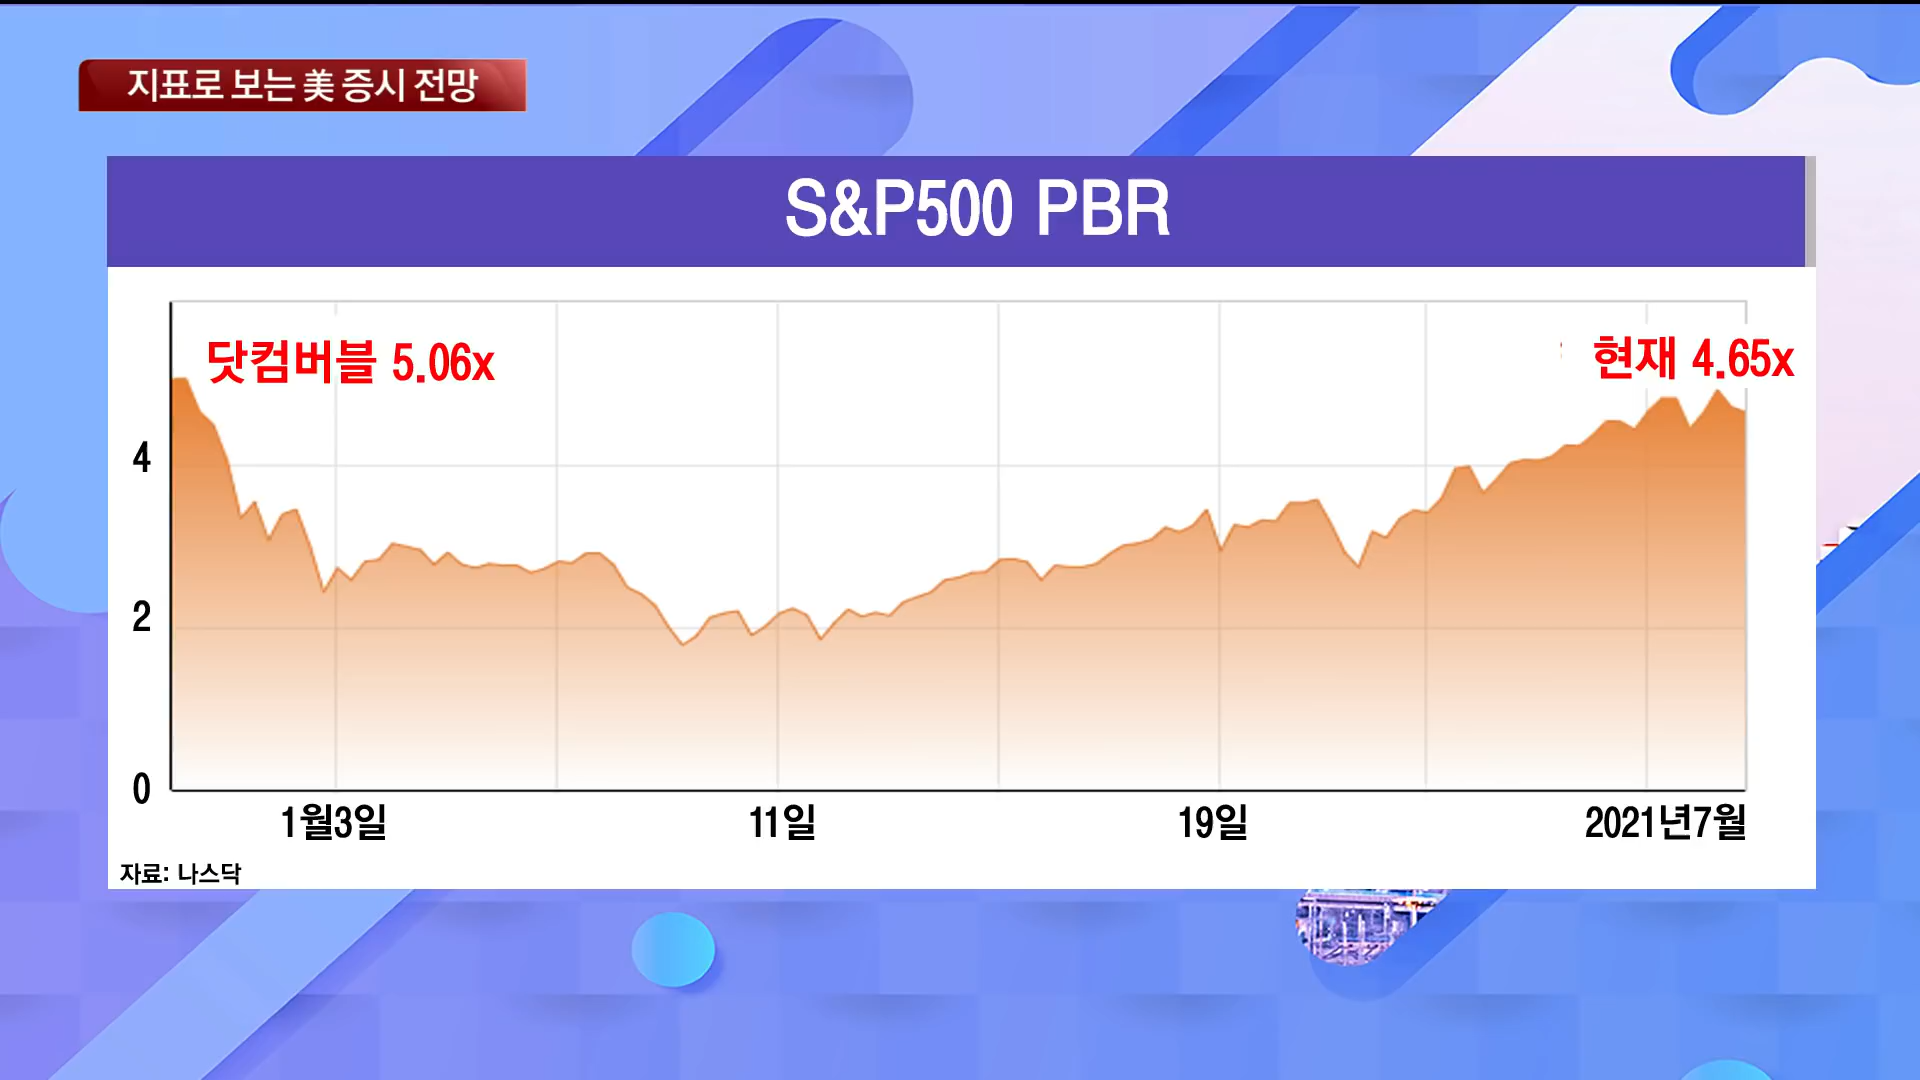 지표로 보는 美 증시 전망
S&P500 PBR
닷컴버블 5.06x
현재 4.65x
4
2
0
1월3일
11일
19일
2021년7월
자료: 나스닥